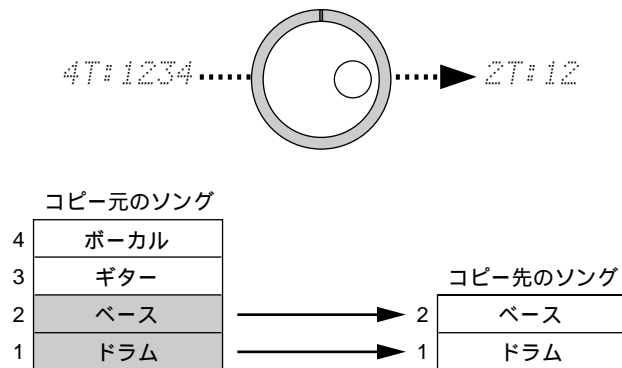 4T:1234 2T:12
コピー元のソング
4 ボーカル
3 ギター
コピー先のソング
2 ベース 2 ベース
1 ドラム 1 ドラム